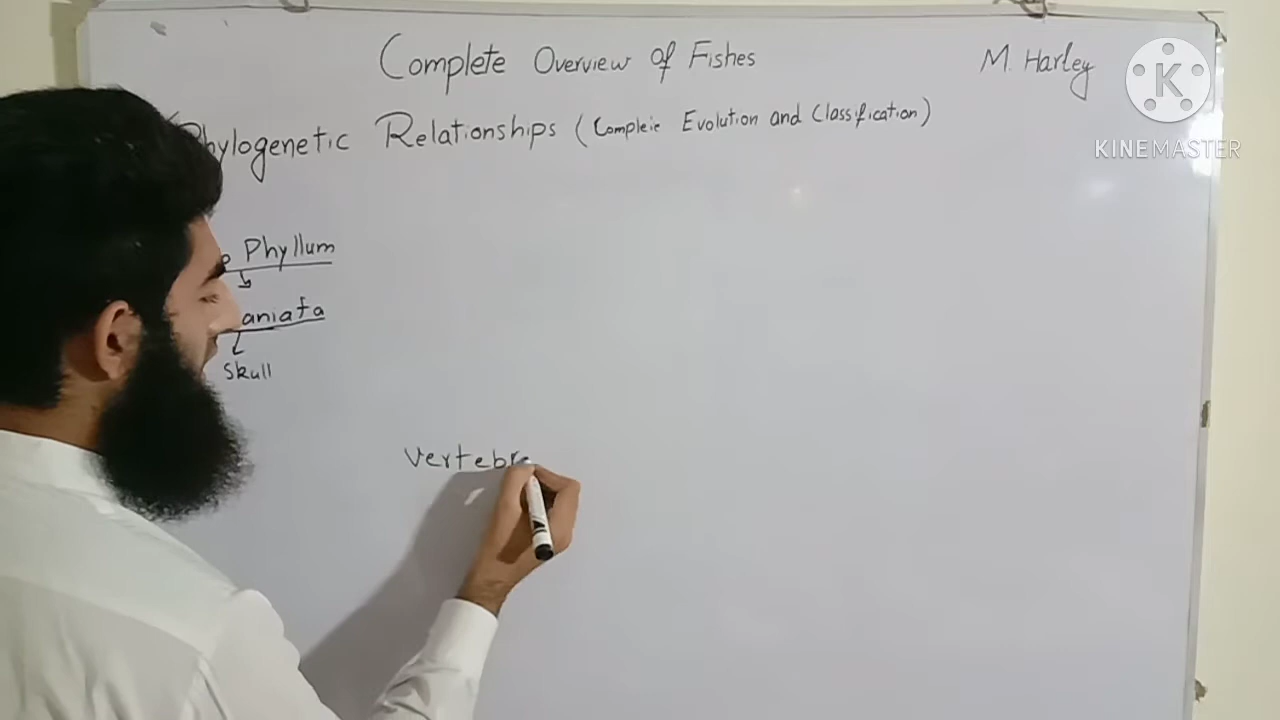 Complete Overview of Fishes
M. Harley
K
KINEMASTER
Phylogenetic Relationships (Compleie Evolution and Classification)
Phyllum
aniata
Skull
Vertebr